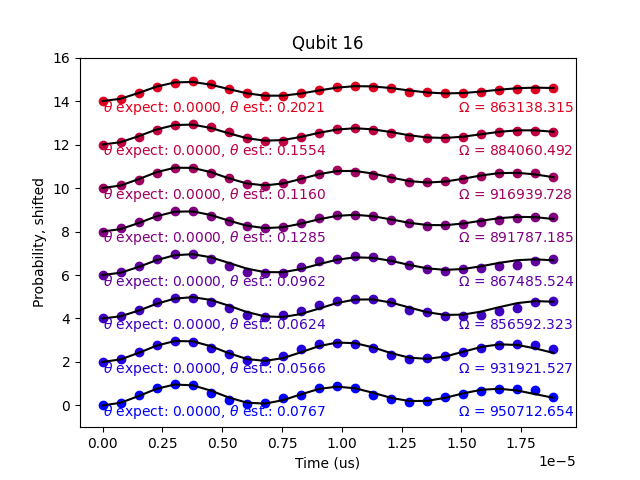 Qubit 16
16
14
θ expect: 0.0000, θ est.: 0.2021 Ω = 863138.315
12
θ expect: 0.0000, θ est.: 0.1554 Ω = 884060.492
10
θ expect: 0.0000, θ est.: 0.1160 Ω = 916939.728
8
θ expect: 0.0000, θ est.: 0.1285 Ω = 891787.185
6
θ expect: 0.0000, θ est.: 0.0962 Ω = 867485.524
4
θ expect: 0.0000, θ est.: 0.0624 Ω = 856592.323
2
θ expect: 0.0000, θ est.: 0.0566 Ω = 931921.527
0
θ expect: 0.0000, θ est.: 0.0767 Ω = 950712.654
Probability, shifted
0.00 0.25 0.50 0.75 1.00 1.25 1.50 1.75
Time (us)
1e−5